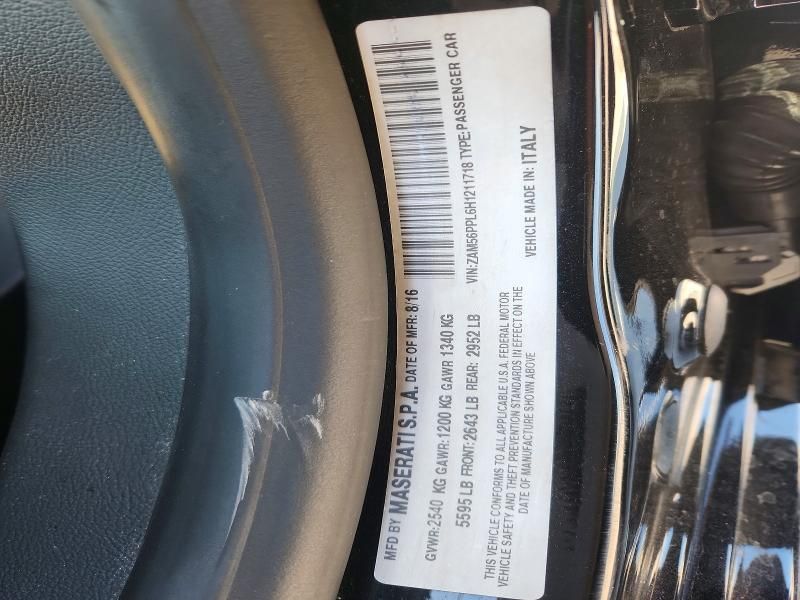 MFD BY MASERATI S.P.A. DATE OF MFR: 8/16
GVWR: 2540 KG GAWR: 1200 KG GAWR 1340 KG
5595 LB FRONT: 2643 LB REAR: 2952 LB
VIN: ZAM56PPL6H1211718 TYPE: PASSENGER CAR
THIS VEHICLE CONFORMS TO ALL APPLICABLE U.S.A. FEDERAL MOTOR
VEHICLE SAFETY AND THEFT PREVENTION STANDARDS IN EFFECT ON THE
DATE OF MANUFACTURE SHOWN ABOVE
VEHICLE MADE IN: ITALY